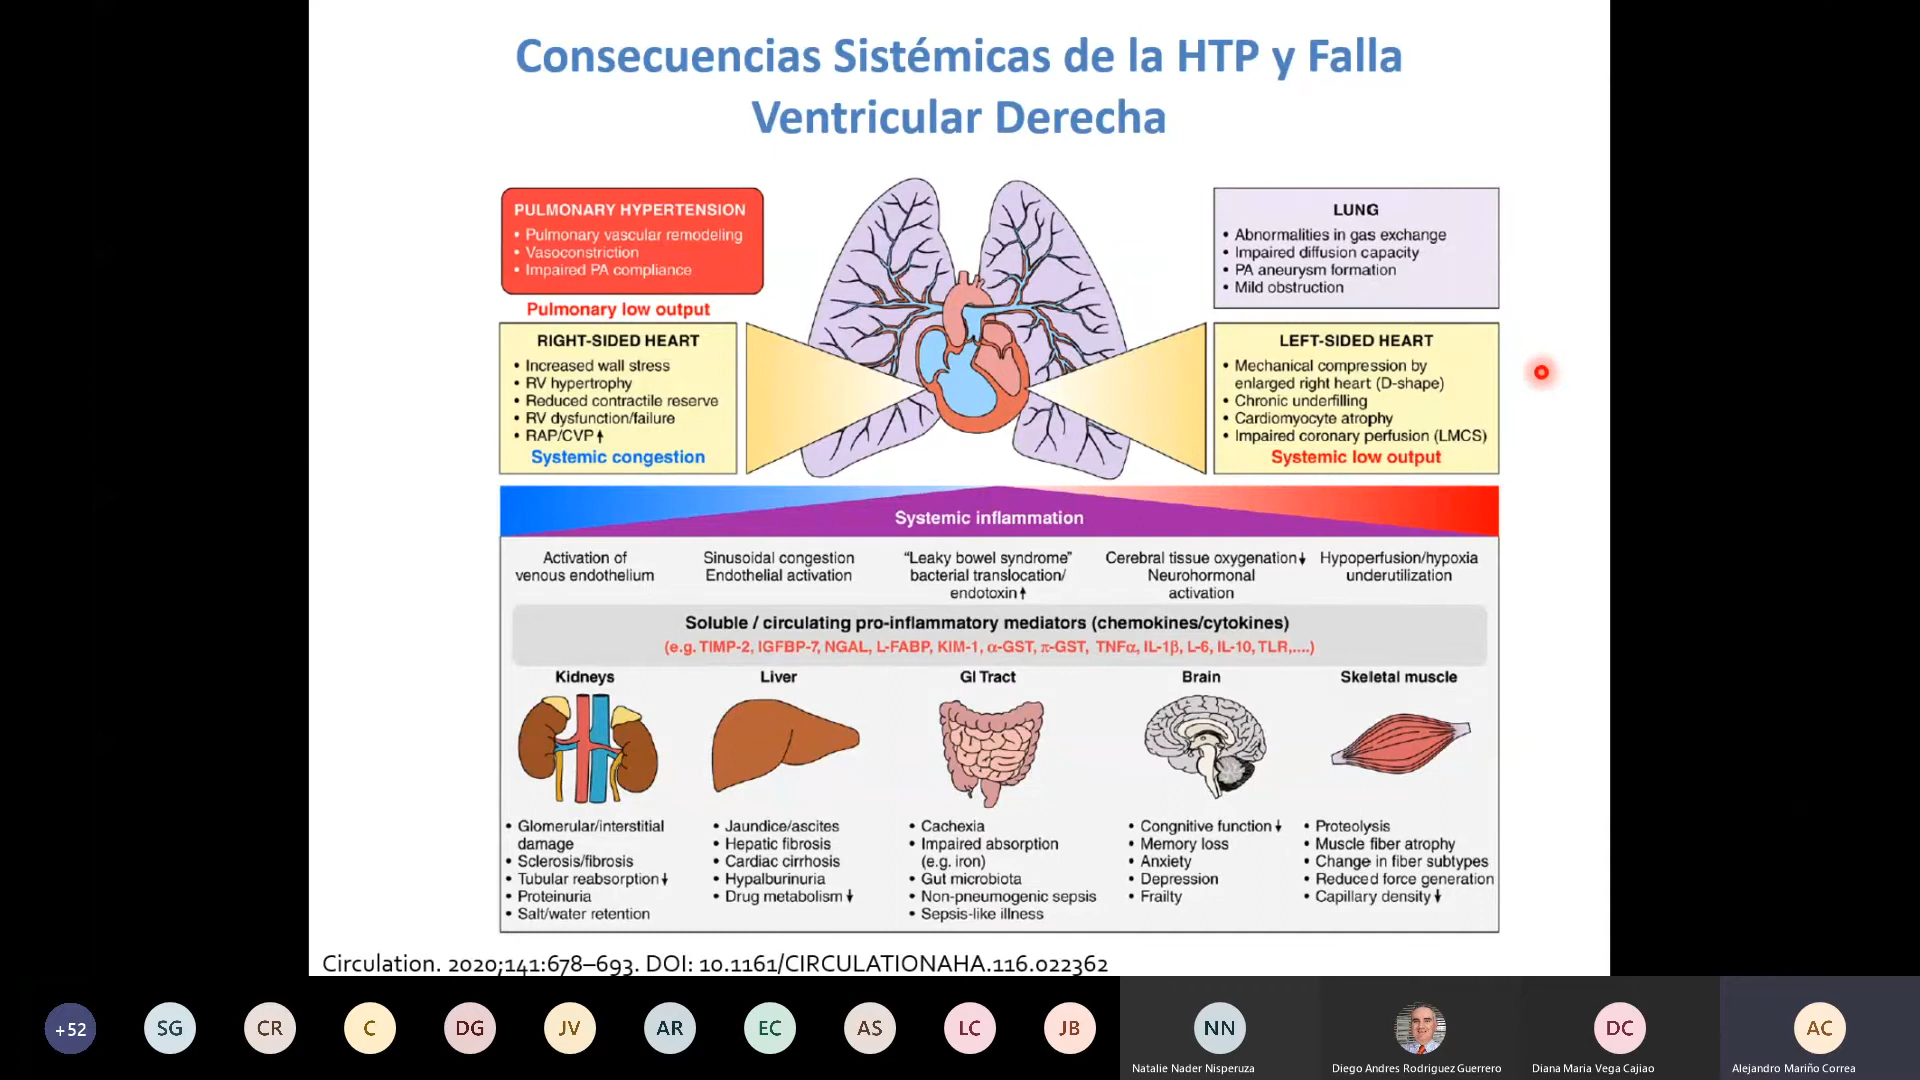 Consecuencias Sistémicas de la HTP y Falla
Ventricular Derecha
PULMONARY HYPERTENSION
• Pulmonary vascular remodeling
• Vasoconstriction
• Impaired PA compliance
Pulmonary low output
RIGHT-SIDED HEART
• Increased wall stress
• RV hypertrophy
• Reduced contractile reserve
• RV dysfunction/failure
• RAP/CVP↑
Systemic congestion
LUNG
• Abnormalities in gas exchange
• Impaired diffusion capacity
• PA aneurysm formation
• Mild obstruction
LEFT-SIDED HEART
• Mechanical compression by
enlarged right heart (D-shape)
• Chronic underfilling
• Cardiomyocyte atrophy
• Impaired coronary perfusion (LMCS)
Systemic low output
Systemic inflammation
Activation of
venous endothelium
Sinusoidal congestion
Endothelial activation
“Leaky bowel syndrome”
bacterial translocation/
endotoxin↑
Cerebral tissue oxygenation↓
Neurohormonal
activation
Hypoperfusion/hypoxia
underutilization
Soluble / circulating pro-inflammatory mediators (chemokines/cytokines)
(e.g. TIMP-2, IGFBP-7, NGAL, L-FABP, KIM-1, α-GST, π-GST, TNFα, IL-1β, L-6, IL-10, TLR,....)
Kidneys
• Glomerular/interstitial
damage
• Sclerosis/fibrosis
• Tubular reabsorption↓
• Proteinuria
• Salt/water retention
Liver
• Jaundice/ascites
• Hepatic fibrosis
• Cardiac cirrhosis
• Hypalburinuria
• Drug metabolism↓
GI Tract
• Cachexia
• Impaired absorption
(e.g. iron)
• Gut microbiota
• Non-pneumogenic sepsis
• Sepsis-like illness
Brain
• Congnitive function↓
• Memory loss
• Anxiety
• Depression
• Frailty
Skeletal muscle
• Proteolysis
• Muscle fiber atrophy
• Change in fiber subtypes
• Reduced force generation
• Capillary density↓
Circulation. 2020;141:678–693. DOI: 10.1161/CIRCULATIONAHA.116.022362
+52
SG
CR
C
DG
JV
AR
EC
AS
LC
JB
NN
Natalie Nader Nisperuza
Diego Andres Rodriguez Guerrero
DC
Diana Maria Vega Cajiao
AC
Alejandro Mariño Correa